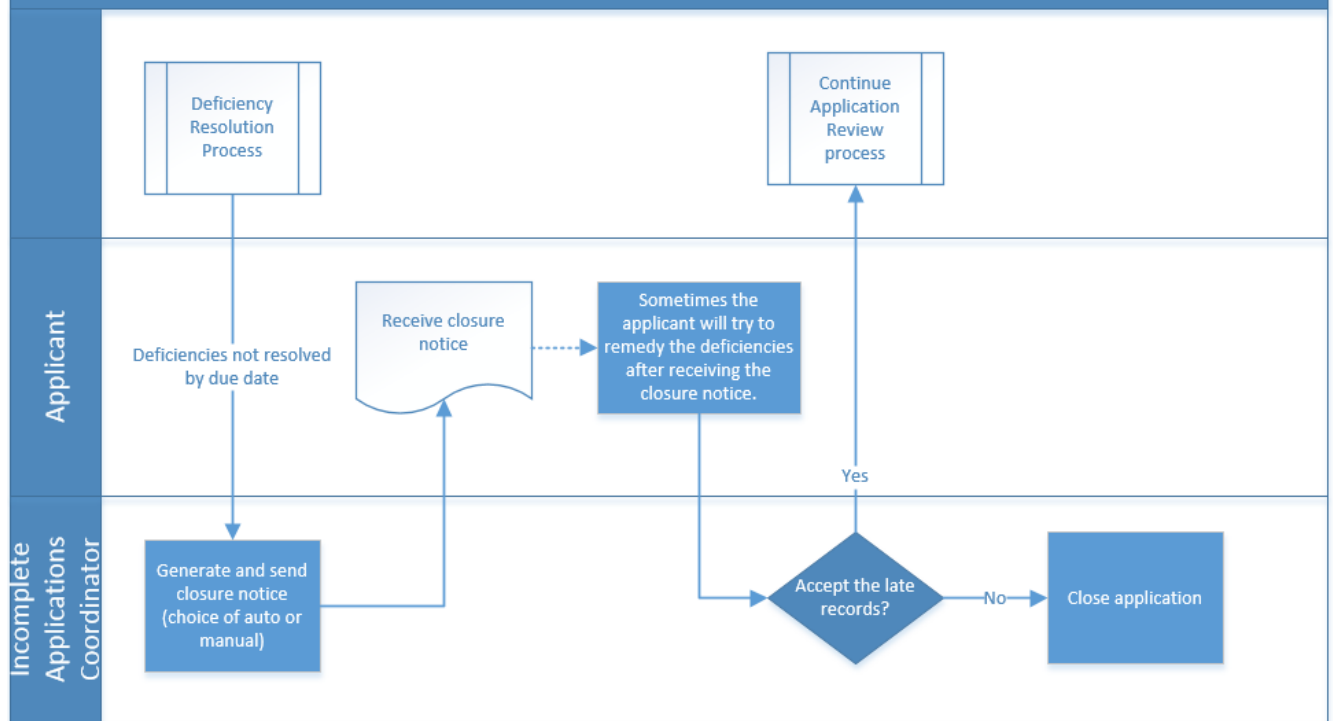 Deficiency
Resolution
Process
Continue
Application
Review
process
Applicant
Deficiencies not resolved
by due date
Receive closure
notice
Sometimes the
applicant will try to
remedy the deficiencies
after receiving the
closure notice.
Yes
Incomplete
Applications
Coordinator
Generate and send
closure notice
(choice of auto or
manual)
Accept the late
records?
No
Close application